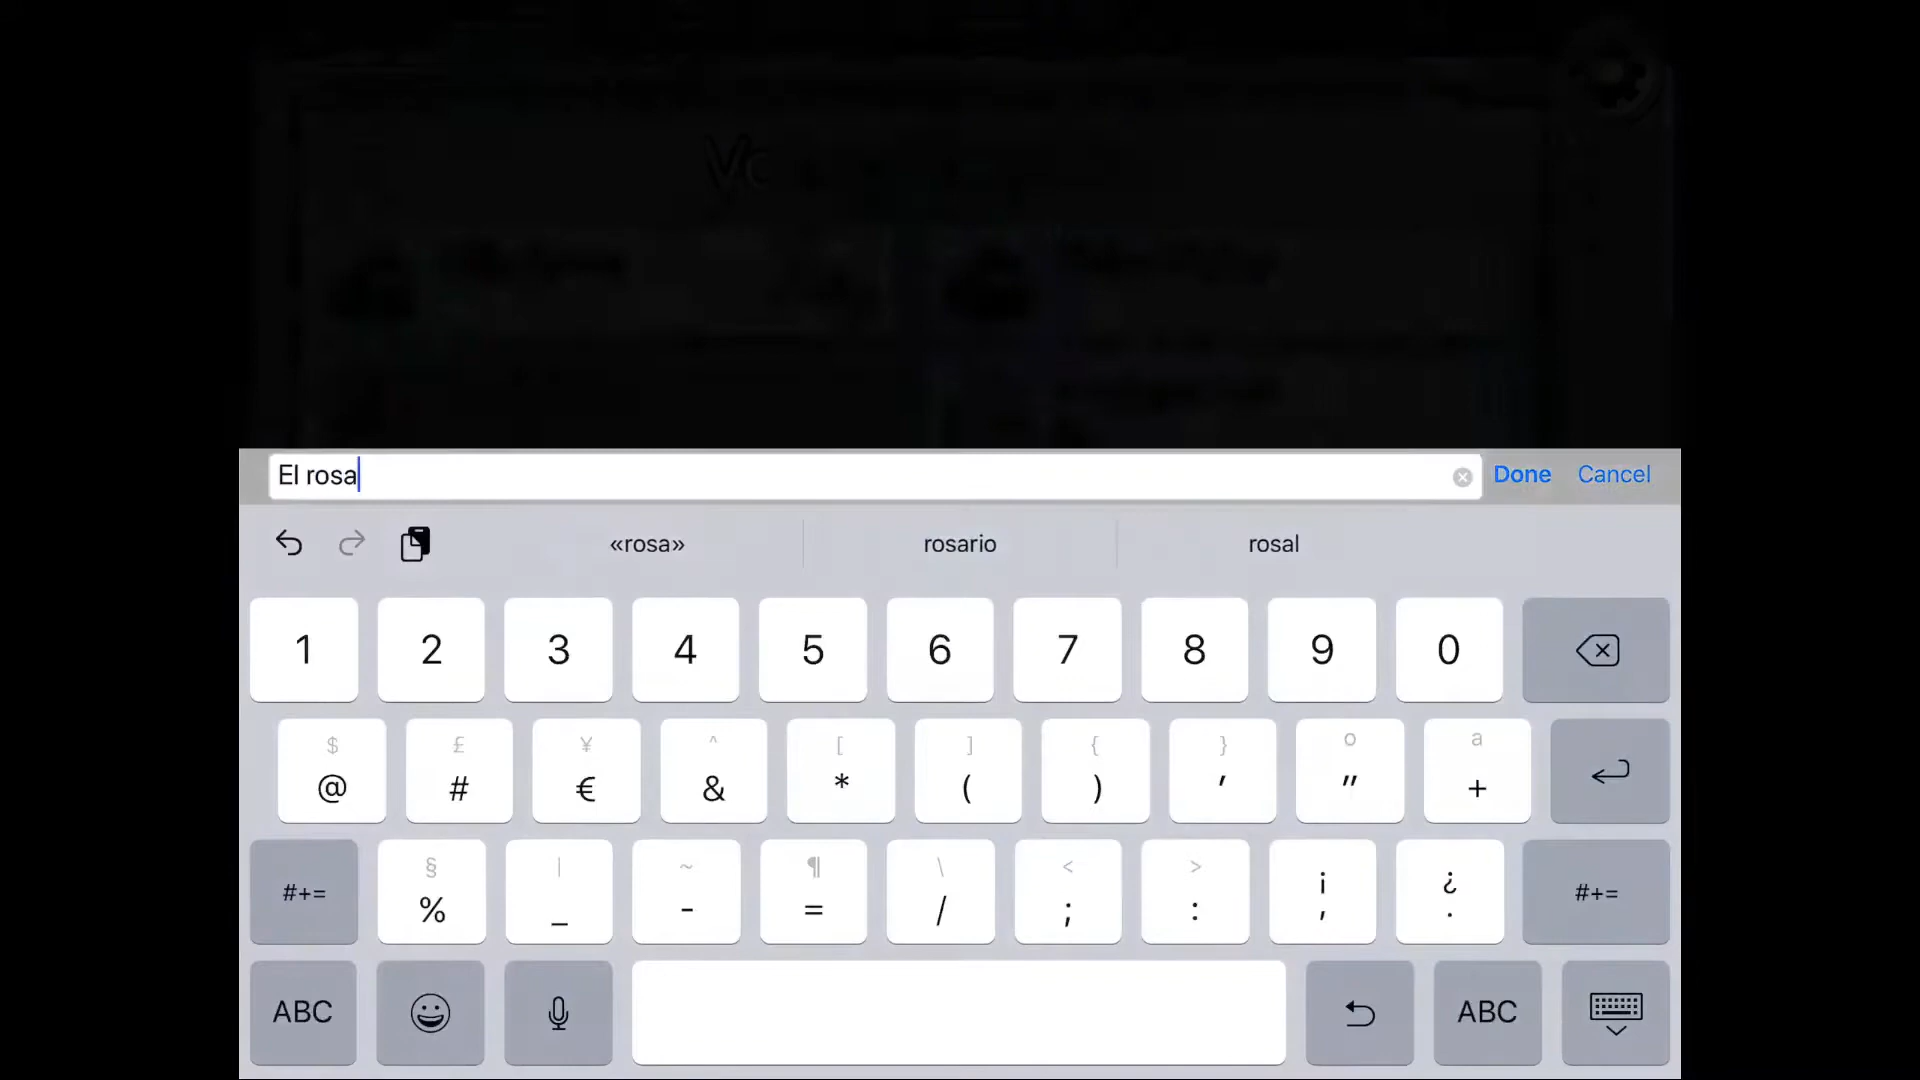 El rosa Done Cancel
«rosa» rosario rosal
1 2 3 4 5 6 7 8 9 0
$ £ ¥ ^ [ ] { } º ª
@ # € & * ( ) ' " +
#+= § | ~ ¶ \ < > ¡ ¿ #+=
% _ - = / ; : , .
ABC ABC